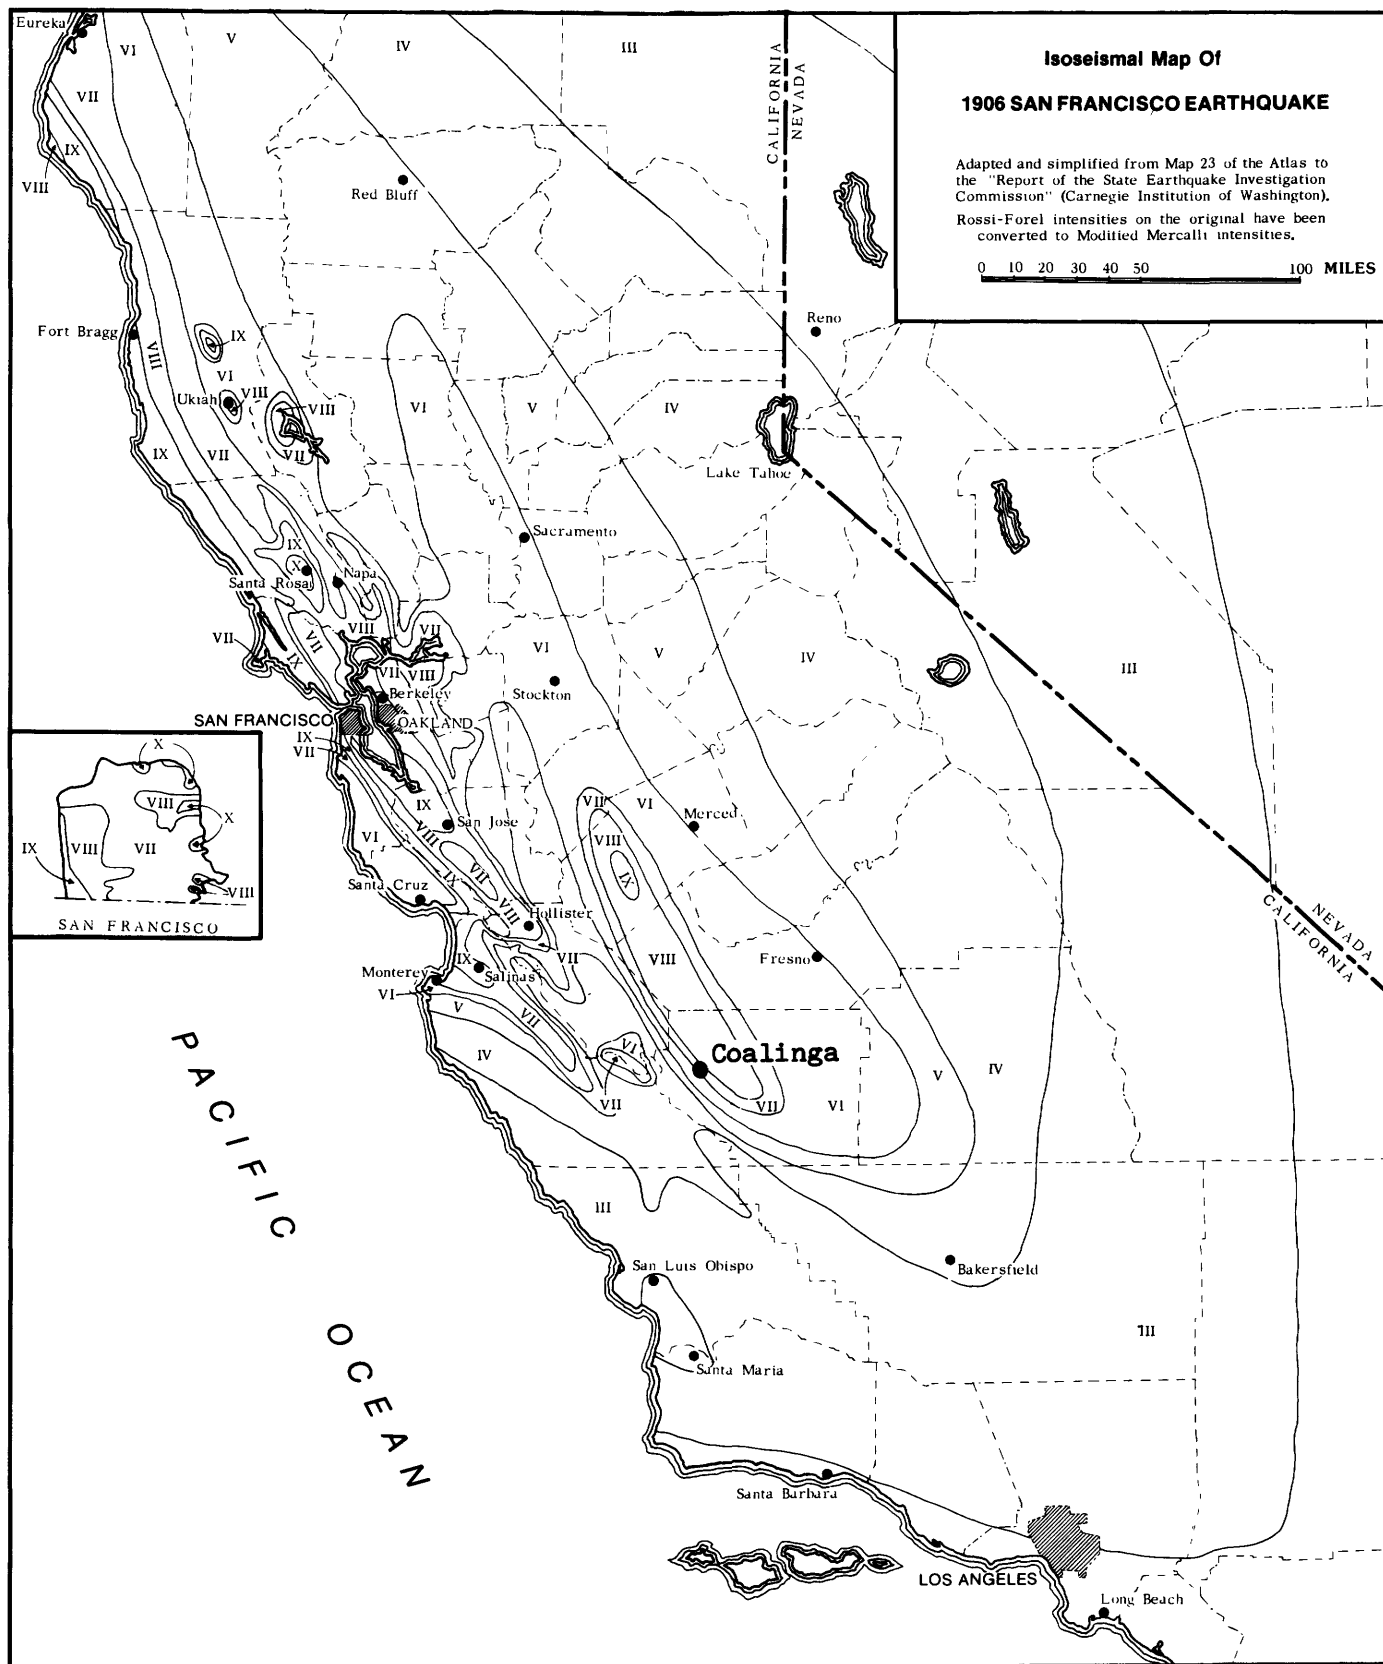 Isoseismal Map Of
1906 SAN FRANCISCO EARTHQUAKE
Adapted and simplified from Map 23 of the Atlas to
the "Report of the State Earthquake Investigation
Commission" (Carnegie Institution of Washington).
Rossi-Forel intensities on the original have been
converted to Modified Mercalli intensities.
0 10 20 30 40 50 100 MILES
Eureka
VI
V
IV
III
CALIFORNIA
NEVADA
VII
IX
VIII
Red Bluff
Fort Bragg
VIII
IX
Reno
VI
Ukiah
VIII
VIII
VI
V
IV
IX
VII
VII
Lake Tahoe
Sacramento
IX
X
Santa Rosa
Napa
VII
VII
VIII
VII
IX
VII
VIII
VI
V
IV
III
Berkeley
Stockton
SAN FRANCISCO
OAKLAND
IX
VII
X
VIII
X
IX
VIII
VII
VIII
SAN FRANCISCO
IX
San Jose
VI
VIII
VII
IX
VII
VI
Merced
VIII
IX
Santa Cruz
VIII
Hollister
NEVADA
CALIFORNIA
IX
Salinas
VII
VIII
Fresno
Monterey
VI
V
VII
IV
VI
Coalinga
V
IV
VII
VII
VI
III
San Luis Obispo
Bakersfield
III
Santa Maria
Santa Barbara
LOS ANGELES
Long Beach
PACIFIC
OCEAN